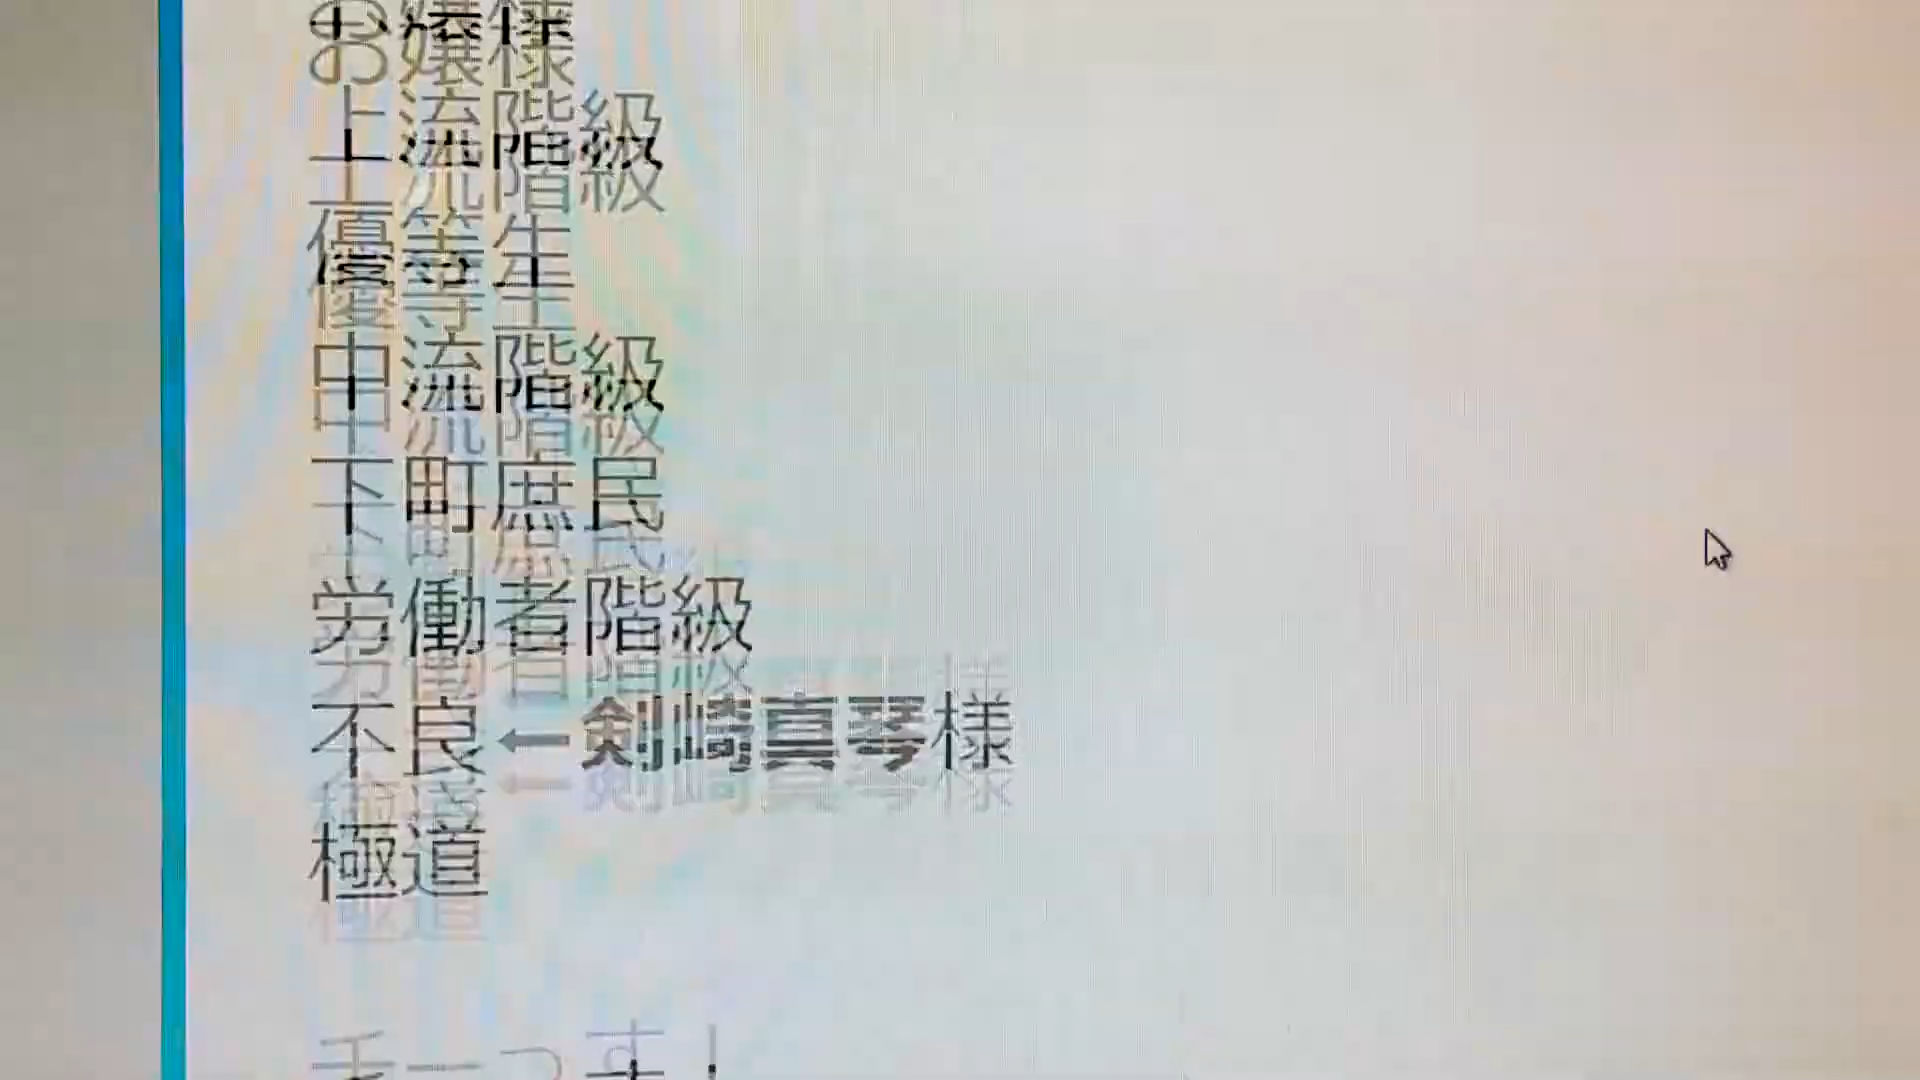 お嬢様
上流階級
優等生
中流階級
下町庶民
労働者階級
不良←剣崎真琴様
極道